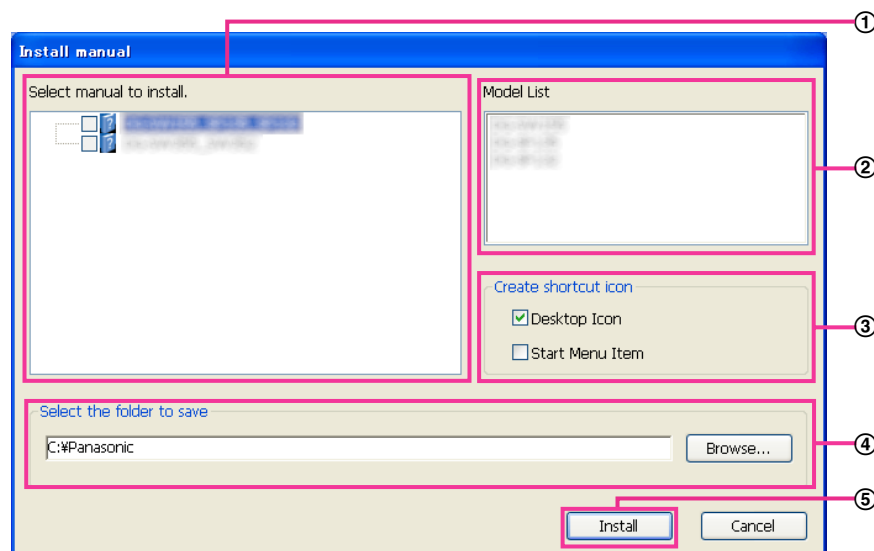 ①
Install manual
Select manual to install.
Model List
②
Create shortcut icon
Desktop Icon
③
Start Menu Item
Select the folder to save
C:¥Panasonic
Browse...
④
⑤
Install
Cancel